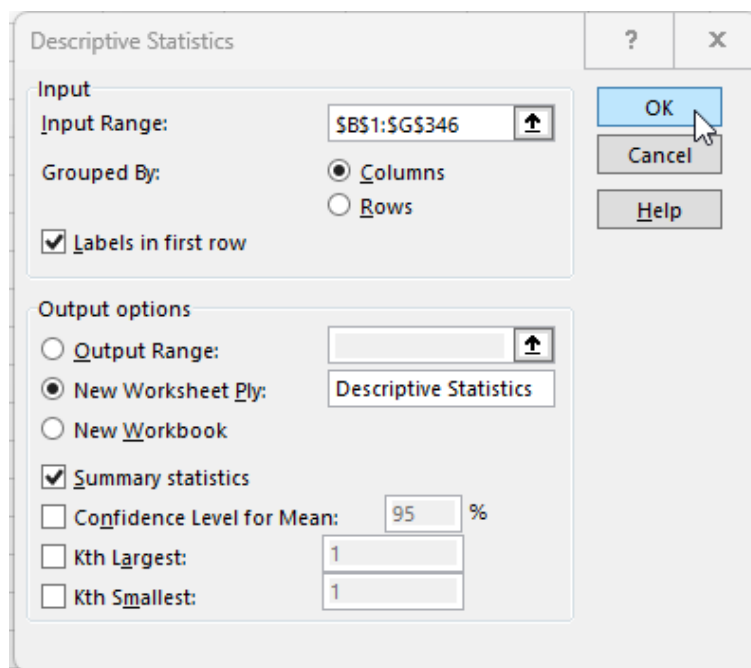 Descriptive Statistics ? X
Input
Input Range: $B$1:$G$346
Grouped By: Columns
Rows
Labels in first row
OK
Cancel
Help
Output options
Output Range:
New Worksheet Ply: Descriptive Statistics
New Workbook
Summary statistics
Confidence Level for Mean: 95 %
Kth Largest: 1
Kth Smallest: 1